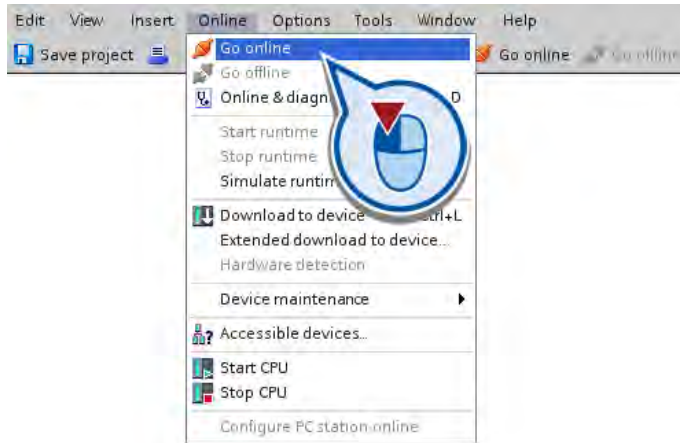 Edit View Insert Online Options Tools Window Help
Save project Go online Go offline
Go online
Go offline
Online & diagn D
Start runtime
Stop runtime
Simulate runtim
Download to device trl+L
Extended download to device...
Hardware detection
Device maintenance
Accessible devices...
Start CPU
Stop CPU
Configure PC station online